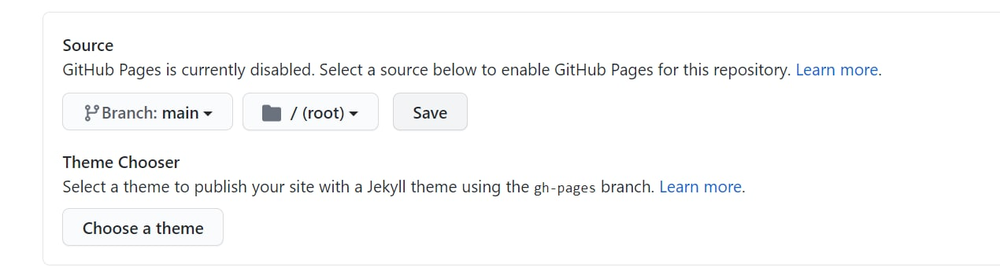 Source
GitHub Pages is currently disabled. Select a source below to enable GitHub Pages for this repository. Learn more.
Branch: main / (root) Save
Theme Chooser
Select a theme to publish your site with a Jekyll theme using the gh-pages branch. Learn more.
Choose a theme